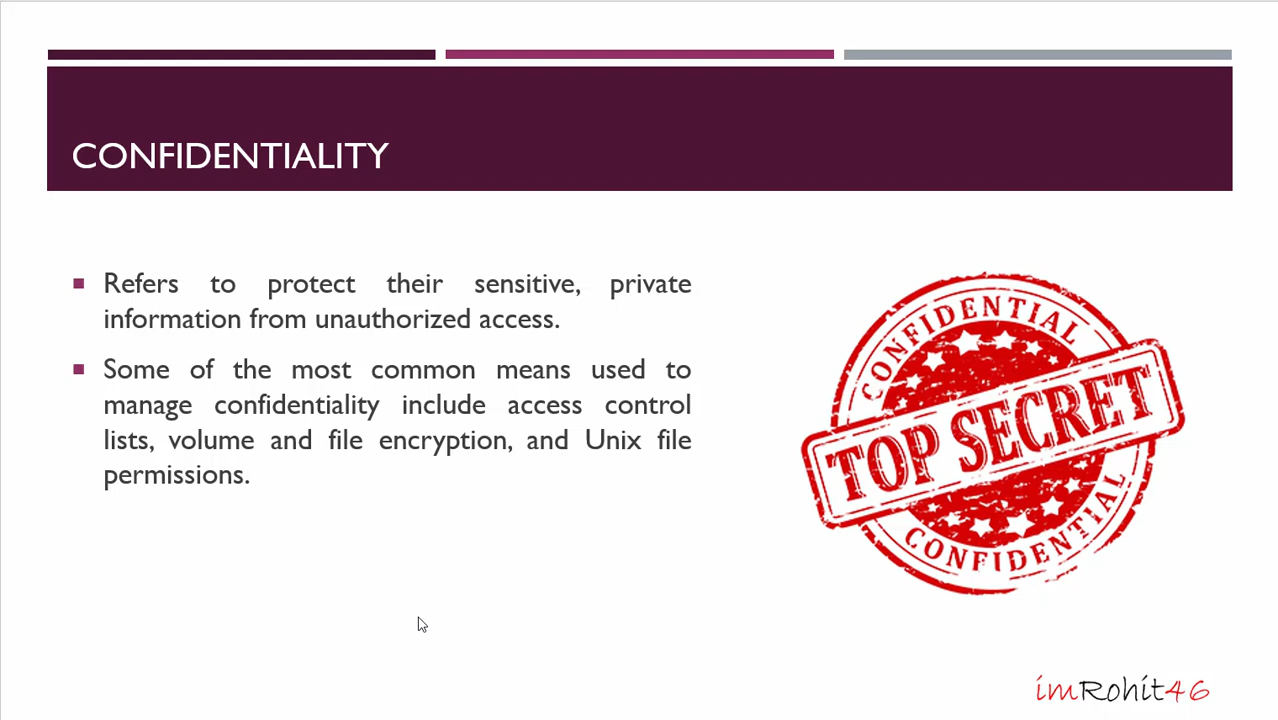 CONFIDENTIALITY
Refers to protect their sensitive, private
information from unauthorized access.
Some of the most common means used to
manage confidentiality include access control
lists, volume and file encryption, and Unix file
permissions.
CONFIDENTIAL
TOP SECRET
CONFIDENTIAL
imRohit46